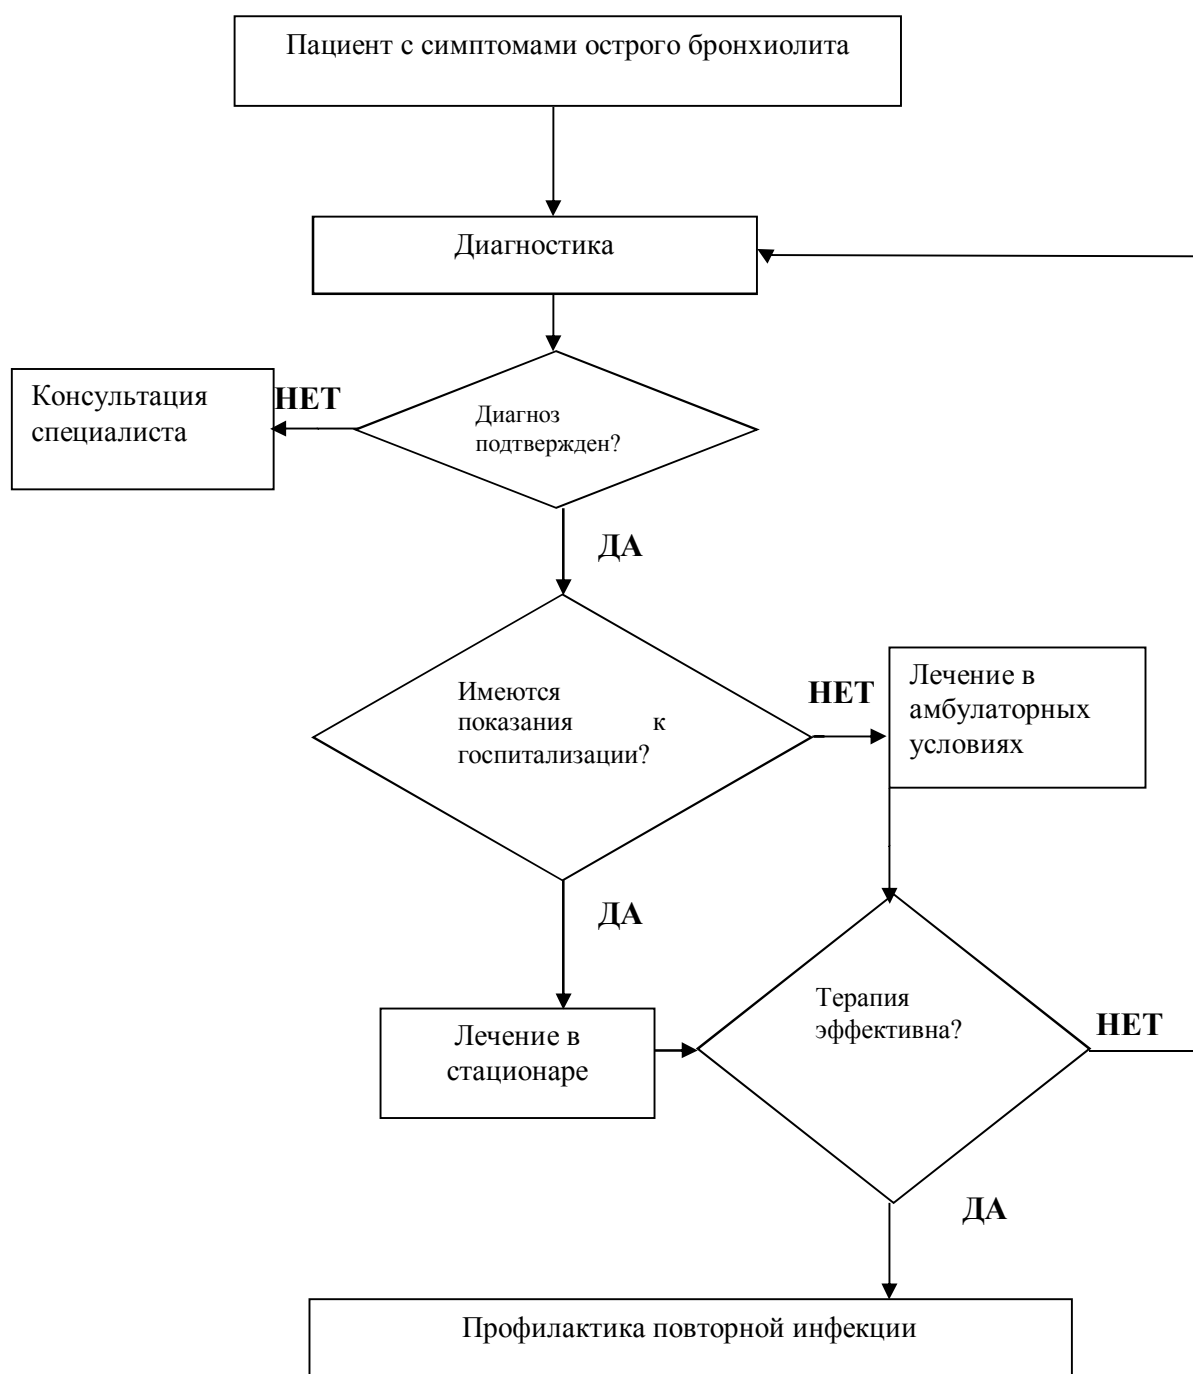 Пациент с симптомами острого бронхиолита
Диагностика
Консультация
специалиста
НЕТ
Диагноз
подтвержден?
ДА
Имеются
показания к
госпитализации?
НЕТ
Лечение в
амбулаторных
условиях
ДА
Лечение в
стационаре
Терапия
эффективна?
НЕТ
ДА
Профилактика повторной инфекции